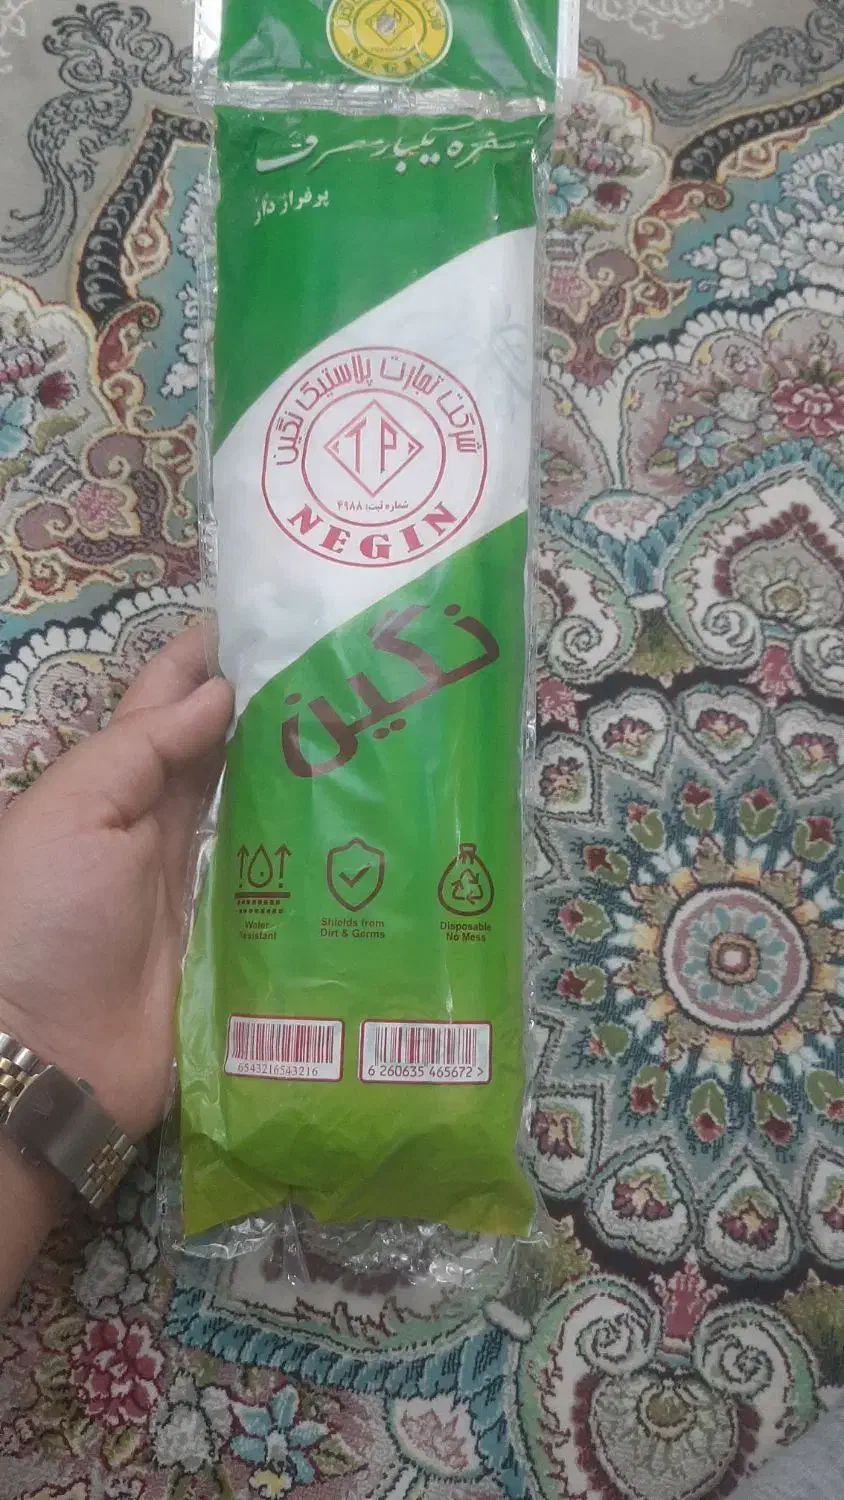 NEGIN
سفره یکبار مصرف
پرفراژ دار
شرکت تجارت پلاستیک نگین
TP
شماره ثبت: ۴۹۸۸
NEGIN
نگین
Water
Resistant
Shields from
Dirt & Germs
Disposable
No Mess
6543216543216
6 260635 465672 >